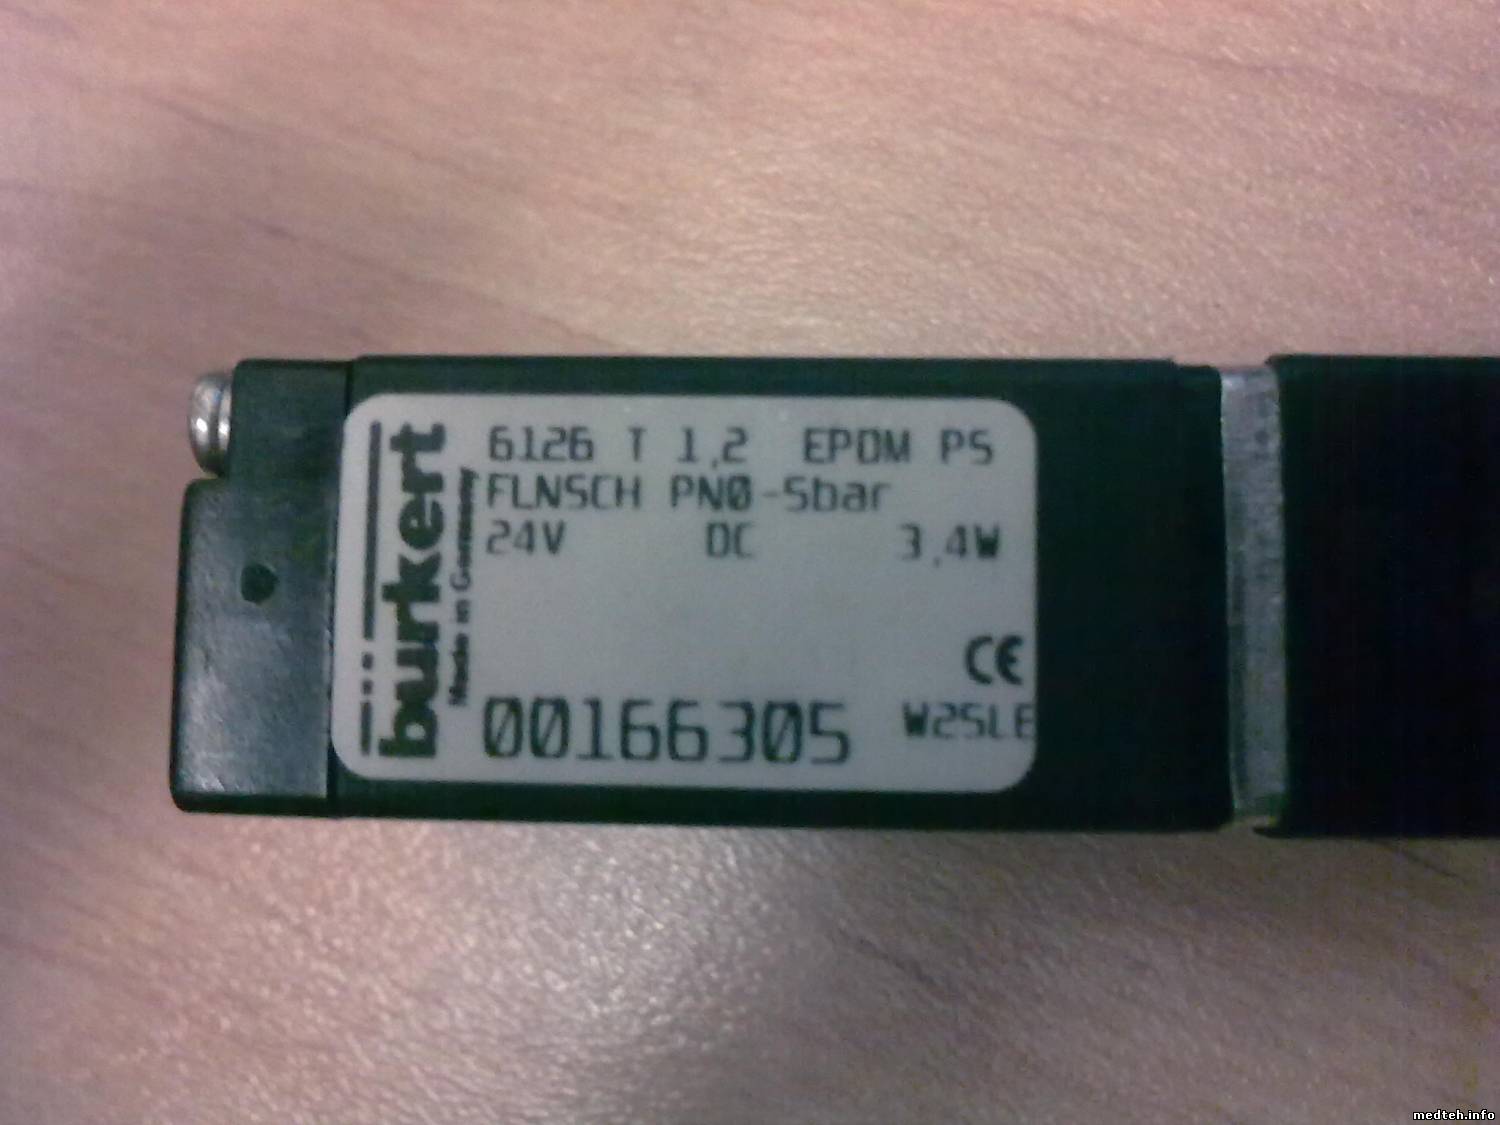 burkert
Made in Germany
6126 T 1,2 EPDM PS
FLNSCH PN0-5bar
24V DC 3,4W
CE
00166305 W25LE
medteh.info